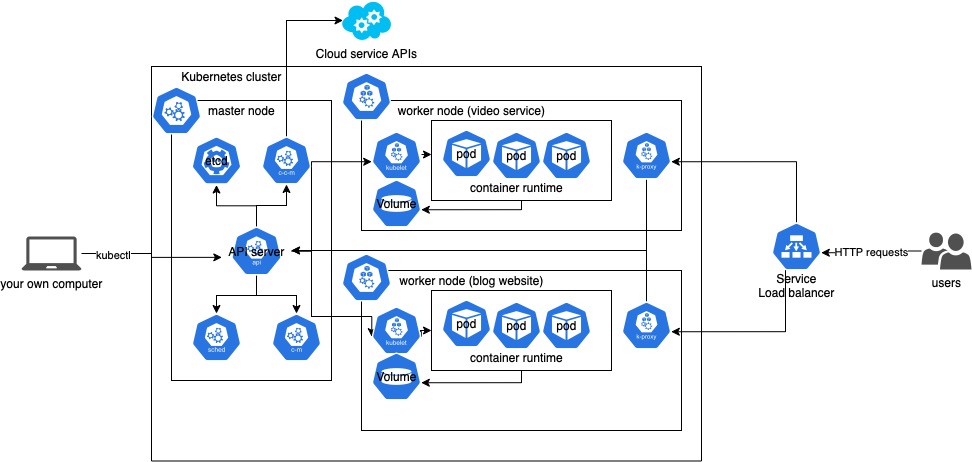 Cloud service APIs
Kubernetes cluster
master node
worker node (video service)
etcd
c-c-m
kubelet
pod
pod
pod
k-proxy
container runtime
Volume
kubectl
API server
api
your own computer
HTTP requests
users
Service
Load balancer
worker node (blog website)
sched
c-m
kubelet
pod
pod
pod
k-proxy
container runtime
Volume